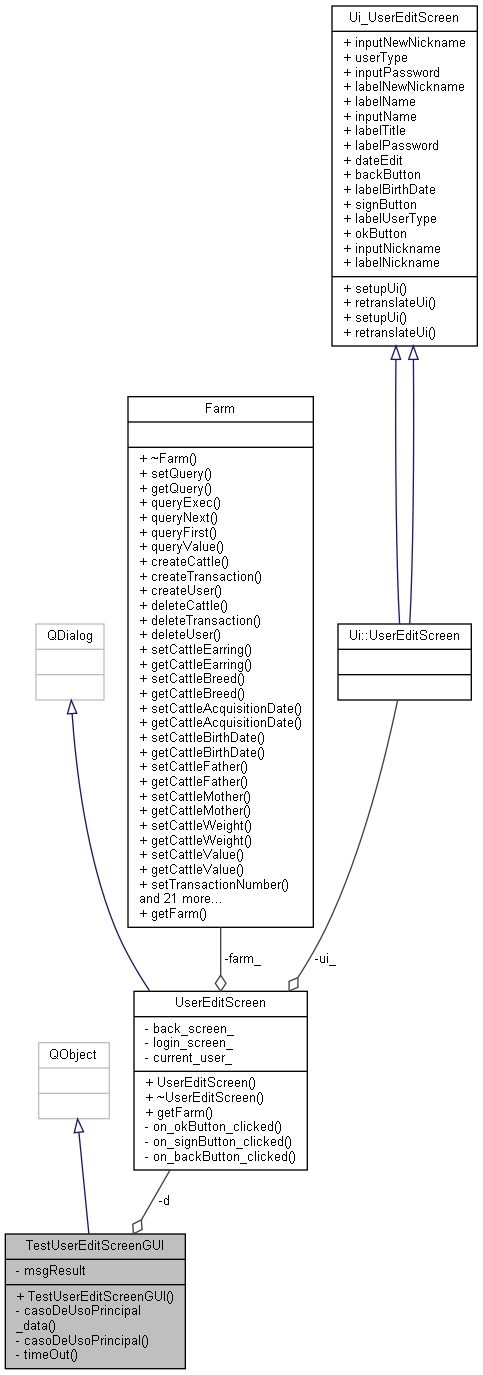 Ui_UserEditScreen
+ inputNewNickname
+ userType
+ inputPassword
+ labelNewNickname
+ labelName
+ inputName
+ labelTitle
+ labelPassword
+ dateEdit
+ backButton
+ labelBirthDate
+ signButton
+ labelUserType
+ okButton
+ inputNickname
+ labelNickname
+ setupUi()
+ retranslateUi()
+ setupUi()
+ retranslateUi()
Farm
+ ~Farm()
+ setQuery()
+ getQuery()
+ queryExec()
+ queryNext()
+ queryFirst()
+ queryValue()
+ createCattle()
+ createTransaction()
+ createUser()
+ deleteCattle()
+ deleteTransaction()
+ deleteUser()
+ setCattleEarring()
+ getCattleEarring()
+ setCattleBreed()
+ getCattleBreed()
+ setCattleAcquisitionDate()
+ getCattleAcquisitionDate()
+ setCattleBirthDate()
+ getCattleBirthDate()
+ setCattleFather()
+ getCattleFather()
+ setCattleMother()
+ getCattleMother()
+ setCattleWeight()
+ getCattleWeight()
+ setCattleValue()
+ getCattleValue()
+ setTransactionNumber()
and 21 more...
+ getFarm()
QDialog
Ui::UserEditScreen
-farm_
-ui_
UserEditScreen
- back_screen_
- login_screen_
- current_user_
+ UserEditScreen()
+ ~UserEditScreen()
+ getFarm()
- on_okButton_clicked()
- on_signButton_clicked()
- on_backButton_clicked()
QObject
-d
TestUserEditScreenGUI
- msgResult
+ TestUserEditScreenGUI()
- casoDeUsoPrincipal
_data()
- casoDeUsoPrincipal()
- timeOut()